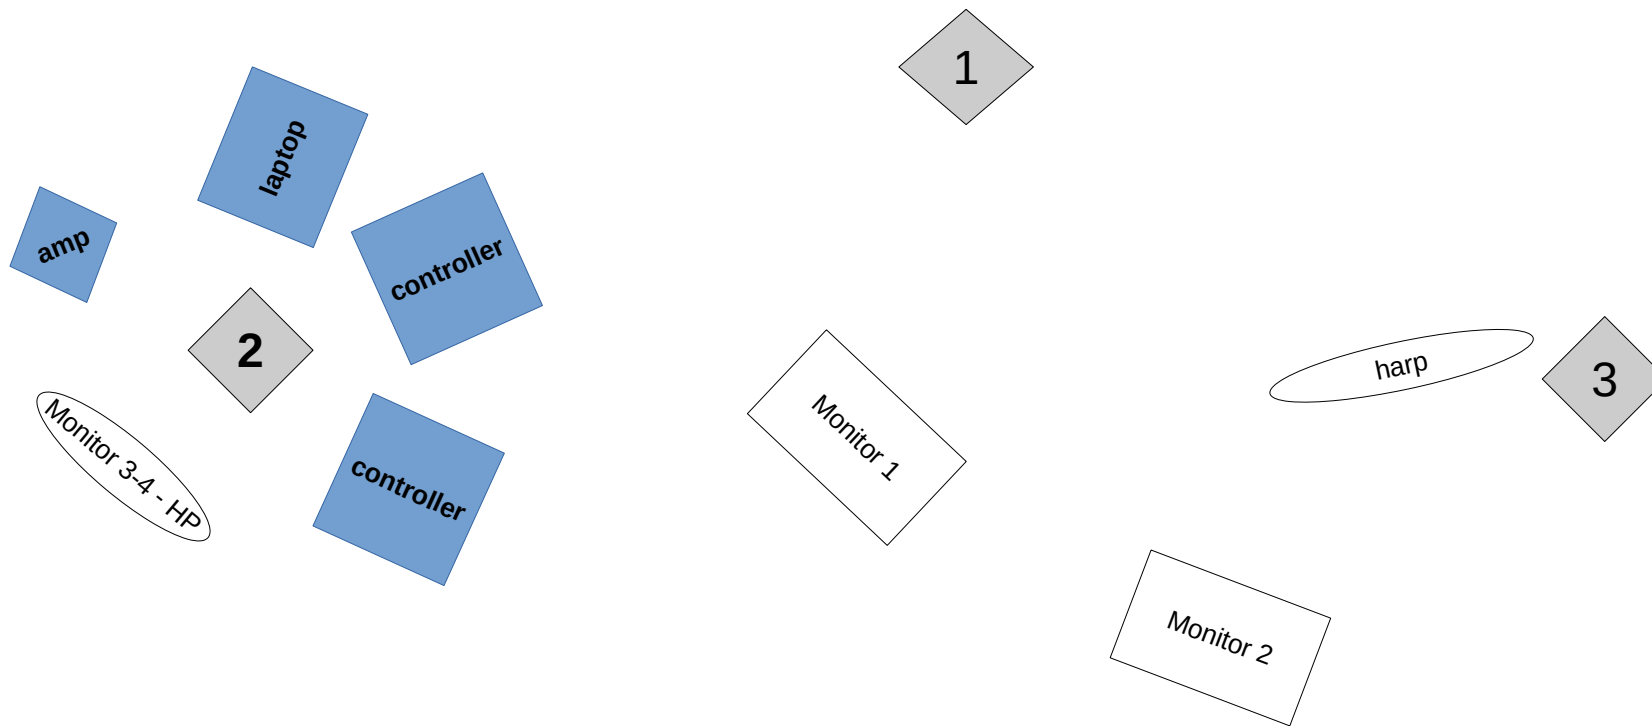 1
laptop
amp
controller
2
harp
3
Monitor 1
Monitor 3-4 - HP
controller
Monitor 2